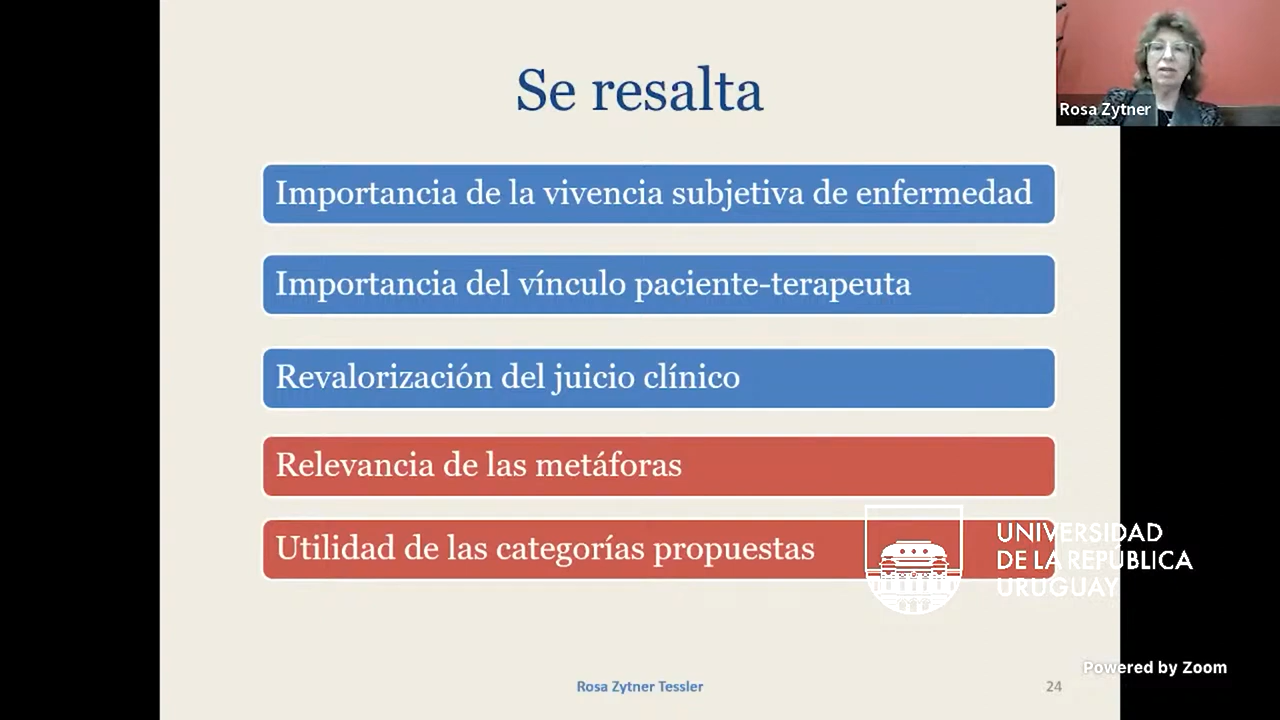 Se resalta
Rosa Zytner
Importancia de la vivencia subjetiva de enfermedad
Importancia del vínculo paciente-terapeuta
Revalorización del juicio clínico
Relevancia de las metáforas
Utilidad de las categorías propuestas
UNIVERSIDAD
DE LA REPÚBLICA
URUGUAY
Powered by Zoom
Rosa Zytner Tessler
24